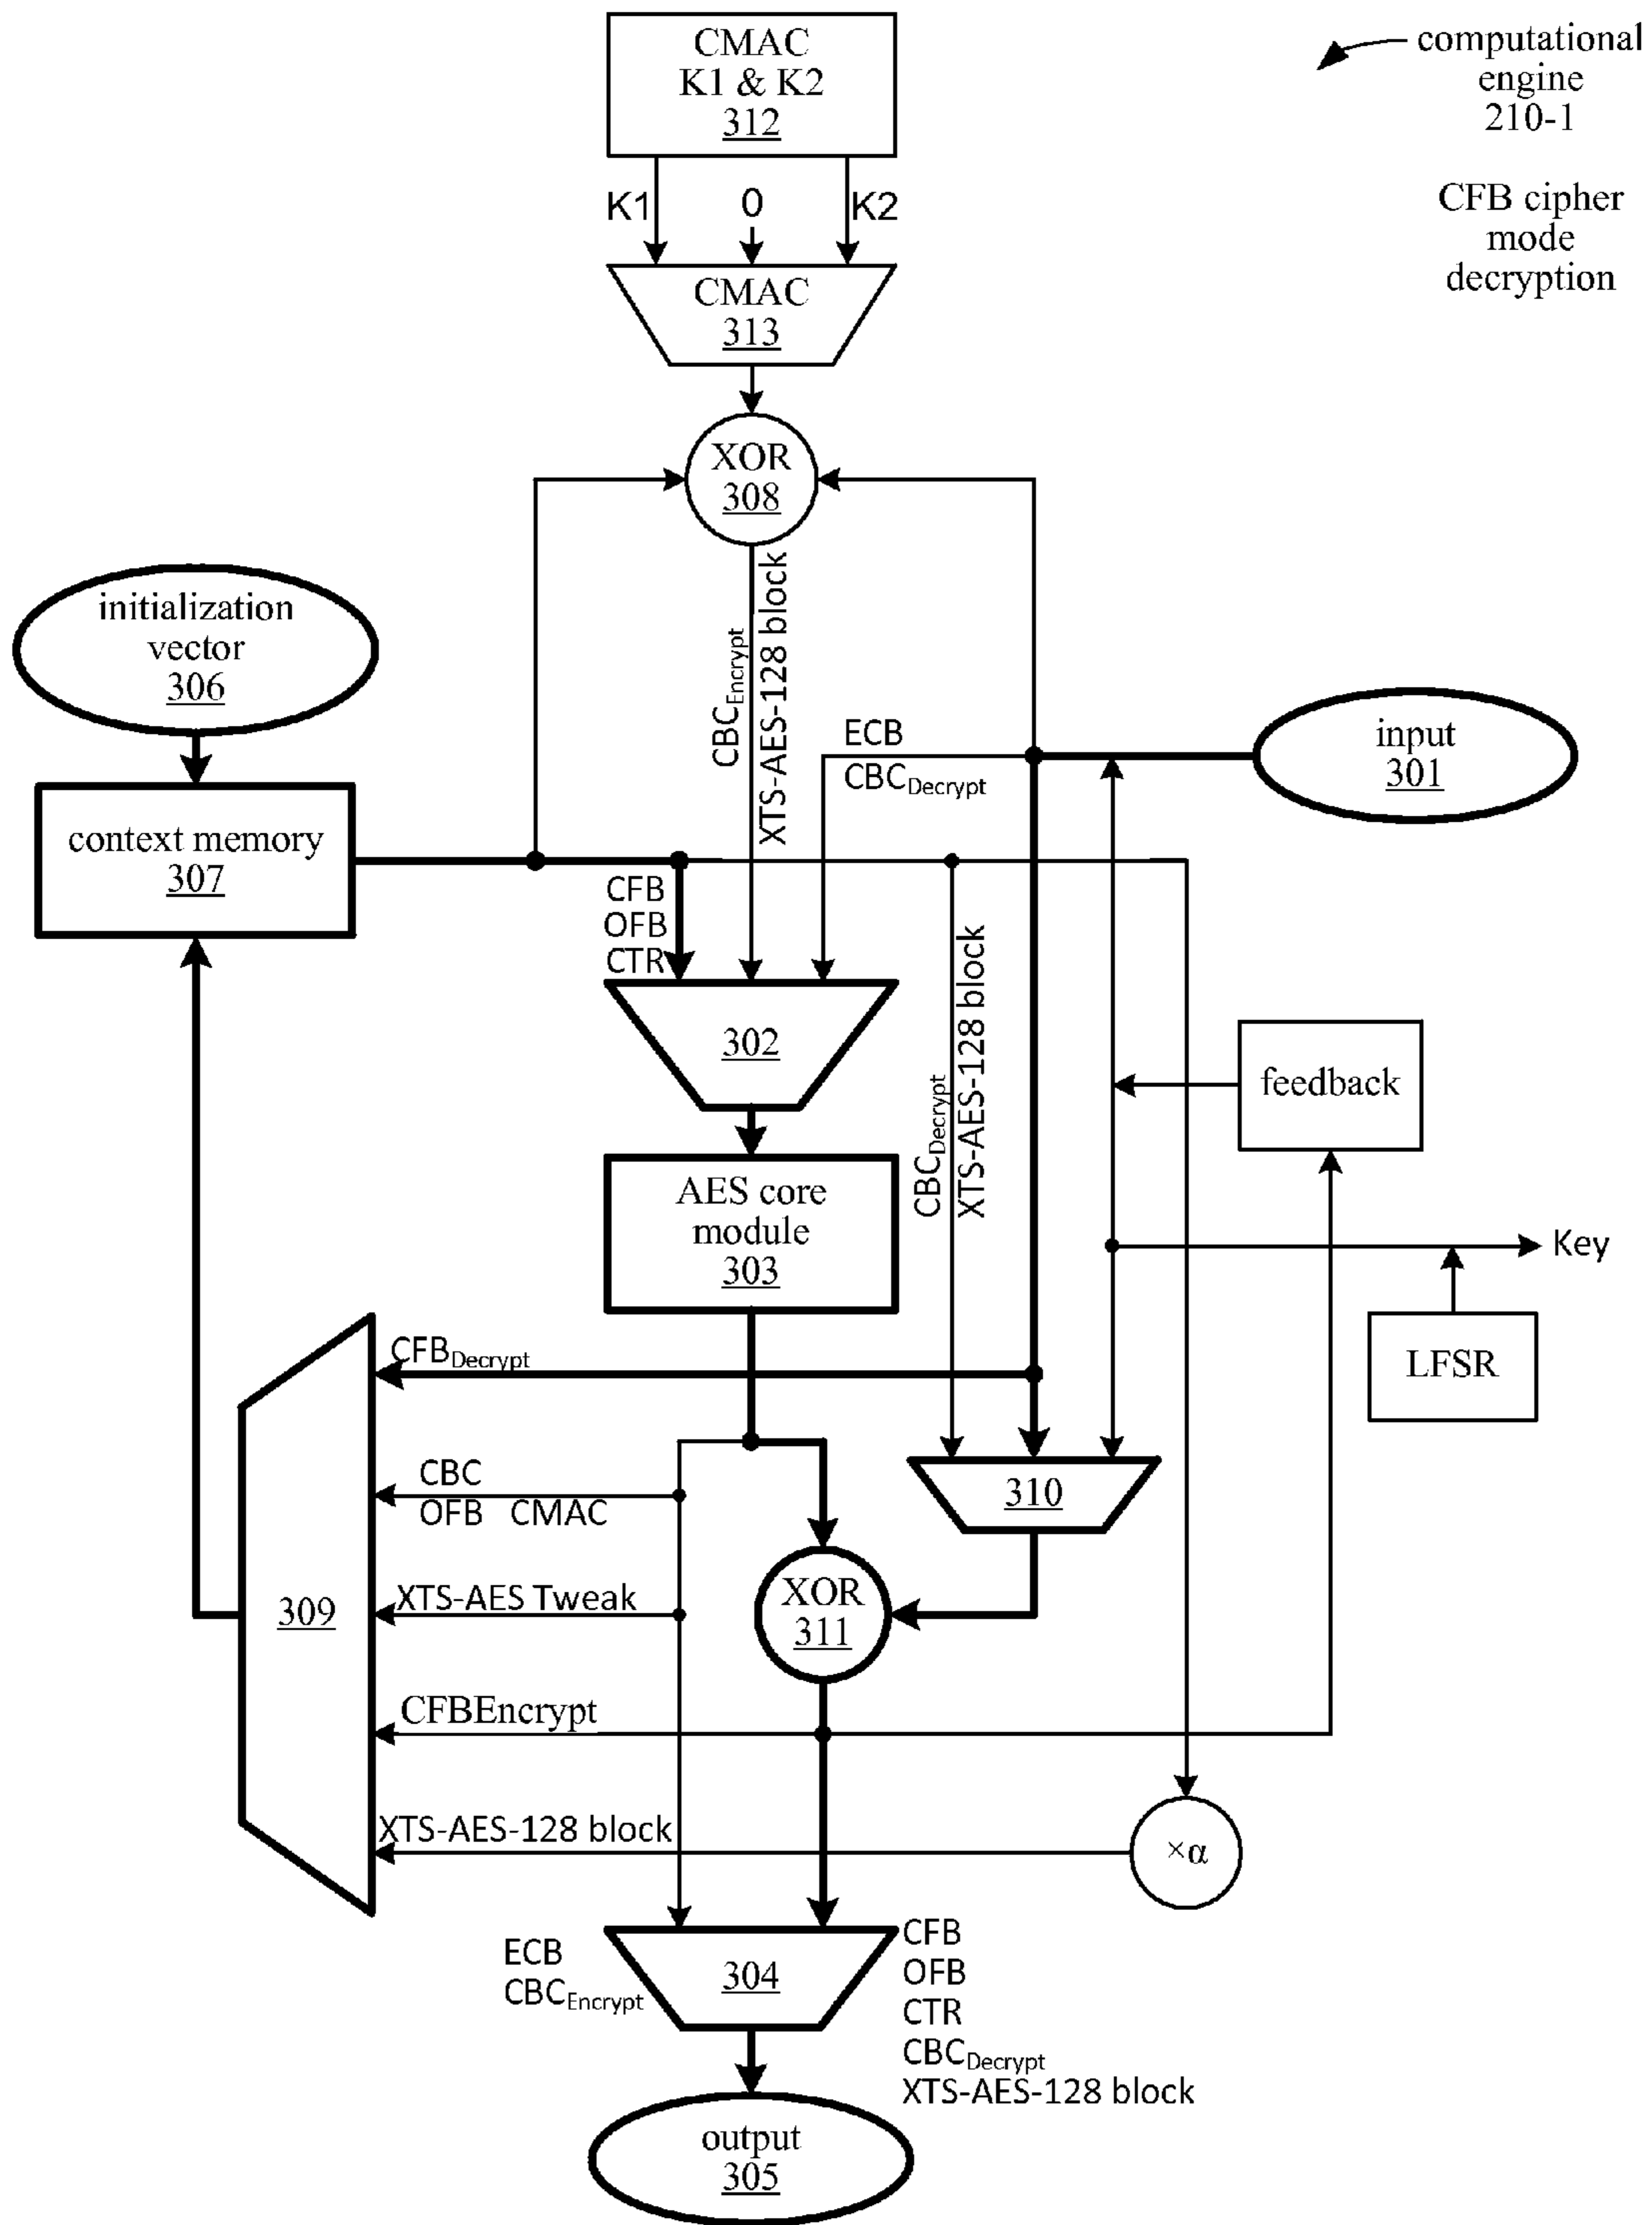 CMAC
K1 & K2
312
computational
engine
210-1
K1
0
K2
CFB cipher
mode
decryption
CMAC
313
XOR
308
initialization
vector
306
CBCEncrypt
XTS-AES-128 block
ECB
CBCDecrypt
input
301
context memory
307
CFB
OFB
CTR
302
CBCDecrypt
XTS-AES-128 block
feedback
AES core
module
303
Key
LFSR
CFBDecrypt
CBC
OFB CMAC
310
XTS-AES Tweak
XOR
311
309
CFBEncrypt
XTS-AES-128 block
×α
ECB
CBCEncrypt
304
CFB
OFB
CTR
CBCDecrypt
XTS-AES-128 block
output
305